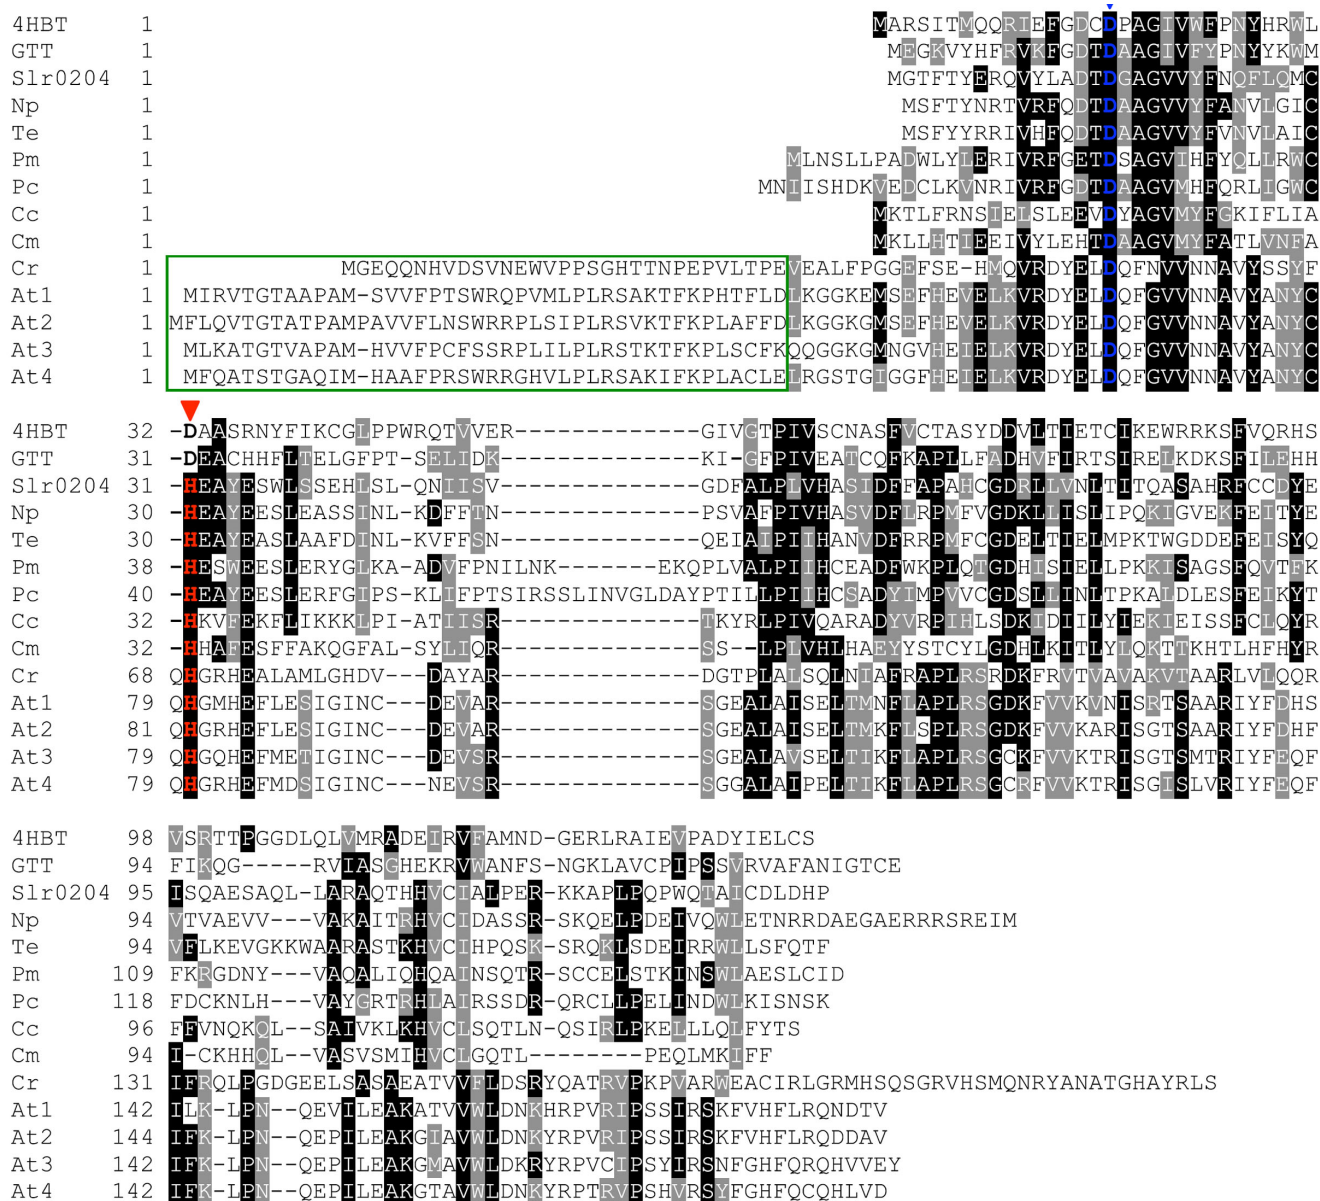 4HBT 1 MARSITMQQRIEFGDCDPAGIVWFPNYHRWL
GTT 1 MEGKVYHFRVKFGDTDAAGIVFYPNYYKWM
Slr0204 1 MGTFTYERQVYLADTDGAGVVYFNQFLQMC
Np 1 MSFTYNRTVRFQDTDAAGVVYFANVLGIC
Te 1 MSFYYRRIVHFQDTDAAGVVYFVNVLAIC
Pm 1 MLNSLLPADWLYLERIVRFGETDSAGVIHFYQLLRWC
Pc 1 MNIISHDKVEDCLKVNRIVRFGDTDAAGVMHFQRLIGWC
Cc 1 MKTLFRNSIELSLEEVDYAGVMYFGKIFLIA
Cm 1 MKLLHTIEEIVYLEHTDAAGVMYFATLVNFA
Cr 1 MGEQQNHVDSVNEWVPPSGHTTNPEPVLTPEVEALFPGGEFSE-HMQVRDYELDQFNVVNNAVYSSYF
At1 1 MIRVTGTAAPAM-SVVFPTSWRQPVMLPLRSAKTFKPHTFLDLKGGKEMSEFHEVELKVRDYELDQFGVVNNAVYANYC
At2 1 MFLQVTGTATPAMPAVVFLNSWRRPLSIPLRSVKTFKPLAFFDLKGGKGMSEFHEVELKVRDYELDQFGVVNNAVYANYC
At3 1 MLKATGTVAPAM-HVVFPCFSSRPLILPLRSTKTFKPLSCFKQQGGKGMNGVHEIELKVRDYELDQFGVVNNAVYANYC
At4 1 MFQATSTGAQIM-HAAFPRSWRRGHVLPLRSAKIFKPLACLELRGSTGIGGFHEIELKVRDYELDQFGVVNNAVYANYC
4HBT 32 -DAASRNYFIKCGLPPWRQTVVER-------------GIVGTPIVSCNASFVCTASYDDVLTIETCIKEWRRKSFVQRHS
GTT 31 -DEACHHFLTELGFPT-SELIDK--------------KI-GFPIVEATCQFKAPLLFADHVFIRTSIRELKDKSFILEHH
Slr0204 31 -HEAYESWLSSEHLSL-QNIISV--------------GDFALPLVHASIDFFAPAHCGDRLLVNLTITQASAHRFCCDYE
Np 30 -HEAYEESLEASSINL-KDFFTN--------------PSVAFPIVHASVDFLRPMFVGDKLLISLIPQKIGVEKFEITYE
Te 30 -HEAYEASLAAFDINL-KVFFSN--------------QEIAIPIIHANVDFRRPMFCGDELTIELMPKTWGDDEFEISYQ
Pm 38 -HESWEESLERYGLKA-ADVFPNILNK-------EKQPLVALPIIHCEADFWKPLQTGDHISIELLPKKISAGSFQVTFK
Pc 40 -HEAYEESLERFGIPS-KLIFPTSIRSSLINVGLDAYPTILLPIIHCSADYIMPVVCGDSLLINLTPKALDLESFEIKYT
Cc 32 -HKVFEKFLIKKKLPI-ATIISR--------------TKYRLPIVQARADYVRPIHLSDKIDIILYIEKIEISSFCLQYR
Cm 32 -HHAFESFFAKQGFAL-SYLIQR--------------SS--LPLVHLHAEYYSTCYLGDHLKITLYLQKTTKHTLHFHYR
Cr 68 QHGRHEALAMLGHDV---DAYAR--------------DGTPLALSQLNIAFRAPLRSRDKFRVTVAVAKVTAARLVLQQR
At1 79 QHGMHEFLESIGINC---DEVAR--------------SGEALAISELTMNFLAPLRSGDKFVVKVNISRTSAARIYFDHS
At2 81 QHGRHEFLESIGINC---DEVAR--------------SGEALAISELTMKFLSPLRSGDKFVVKARISGTSAARIYFDHF
At3 79 QHGQHEFMETIGINC---DEVSR--------------SGEALAVSELTIKFLAPLRSGCKFVVKTRISGTSMTRIYFEQF
At4 79 QHGRHEFMDSIGINC---NEVSR--------------SGGALAIPELTIKFLAPLRSGCRFVVKTRISGISLVRIYFEQF
4HBT 98 VSRTTPGGDLQLVMRADEIRVFAMND-GERLRAIEVPADYIELCS
GTT 94 FIKQG-----RVIASGHEKRVWANFS-NGKLAVCPIPSSVRVAFANIGTCE
Slr0204 95 ISQAESAQL-LARAQTHHVCIALPER-KKAPLPQPWQTAICDLDHP
Np 94 VTVAEVV---VAKAITRHVCIDASSR-SKQELPDEIVQWLETNRRDAEGAERRRSREIM
Te 94 VFLKEVGKKWAARASTKHVCIHPQSK-SRQKLSDEIRRWLLSFQTF
Pm 109 FKRGDNY---VAQALIQHQAINSQTR-SCCELSTKINSWLAESLCID
Pc 118 FDCKNLH---VAYGRTRHLAIRSSDR-QRCLLPELINDWLKISNSK
Cc 96 FFVNQKQL--SAIVKLKHVCLSQTLN-QSIRLPKELLLQLFYTS
Cm 94 I-CKHHQL--VASVSMIHVCLGQTL--------PEQLMKIFF
Cr 131 IFRQLPGDGEELSASAEATVVFLDSRYQATRVPKPVARWEACIRLGRMHSQSGRVHSMQNRYANATGHAYRLS
At1 142 ILK-LPN--QEVILEAKATVVWLDNKHRPVRIPSSIRSKFVHFLRQNDTV
At2 144 IFK-LPN--QEPILEAKGIAVWLDNKYRPVRIPSSIRSKFVHFLRQDDAV
At3 142 IFK-LPN--QEPILEAKGMAVWLDKRYRPVCIPSYIRSNFGHFQRQHVVEY
At4 142 IFK-LPN--QEPILEAKGTAVWLDNKYRPTRVPSHVRSYFGHFQCQHLVD